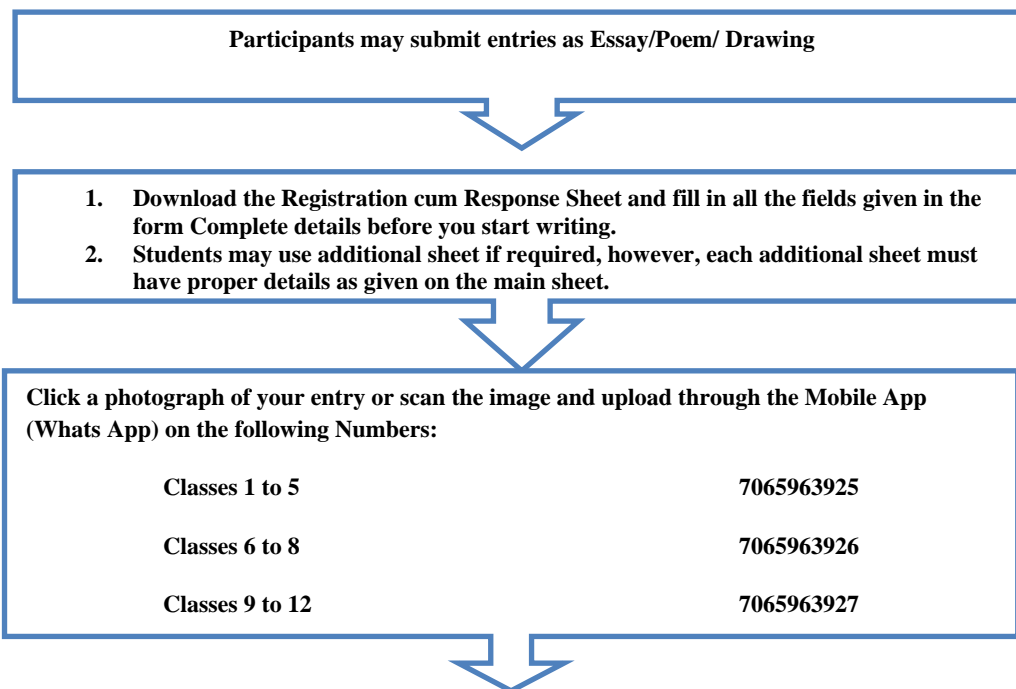 Participants may submit entries as Essay/Poem/ Drawing
1. Download the Registration cum Response Sheet and fill in all the fields given in the
form Complete details before you start writing.
2. Students may use additional sheet if required, however, each additional sheet must
have proper details as given on the main sheet.
Click a photograph of your entry or scan the image and upload through the Mobile App
(Whats App) on the following Numbers:
Classes 1 to 5 7065963925
Classes 6 to 8 7065963926
Classes 9 to 12 7065963927